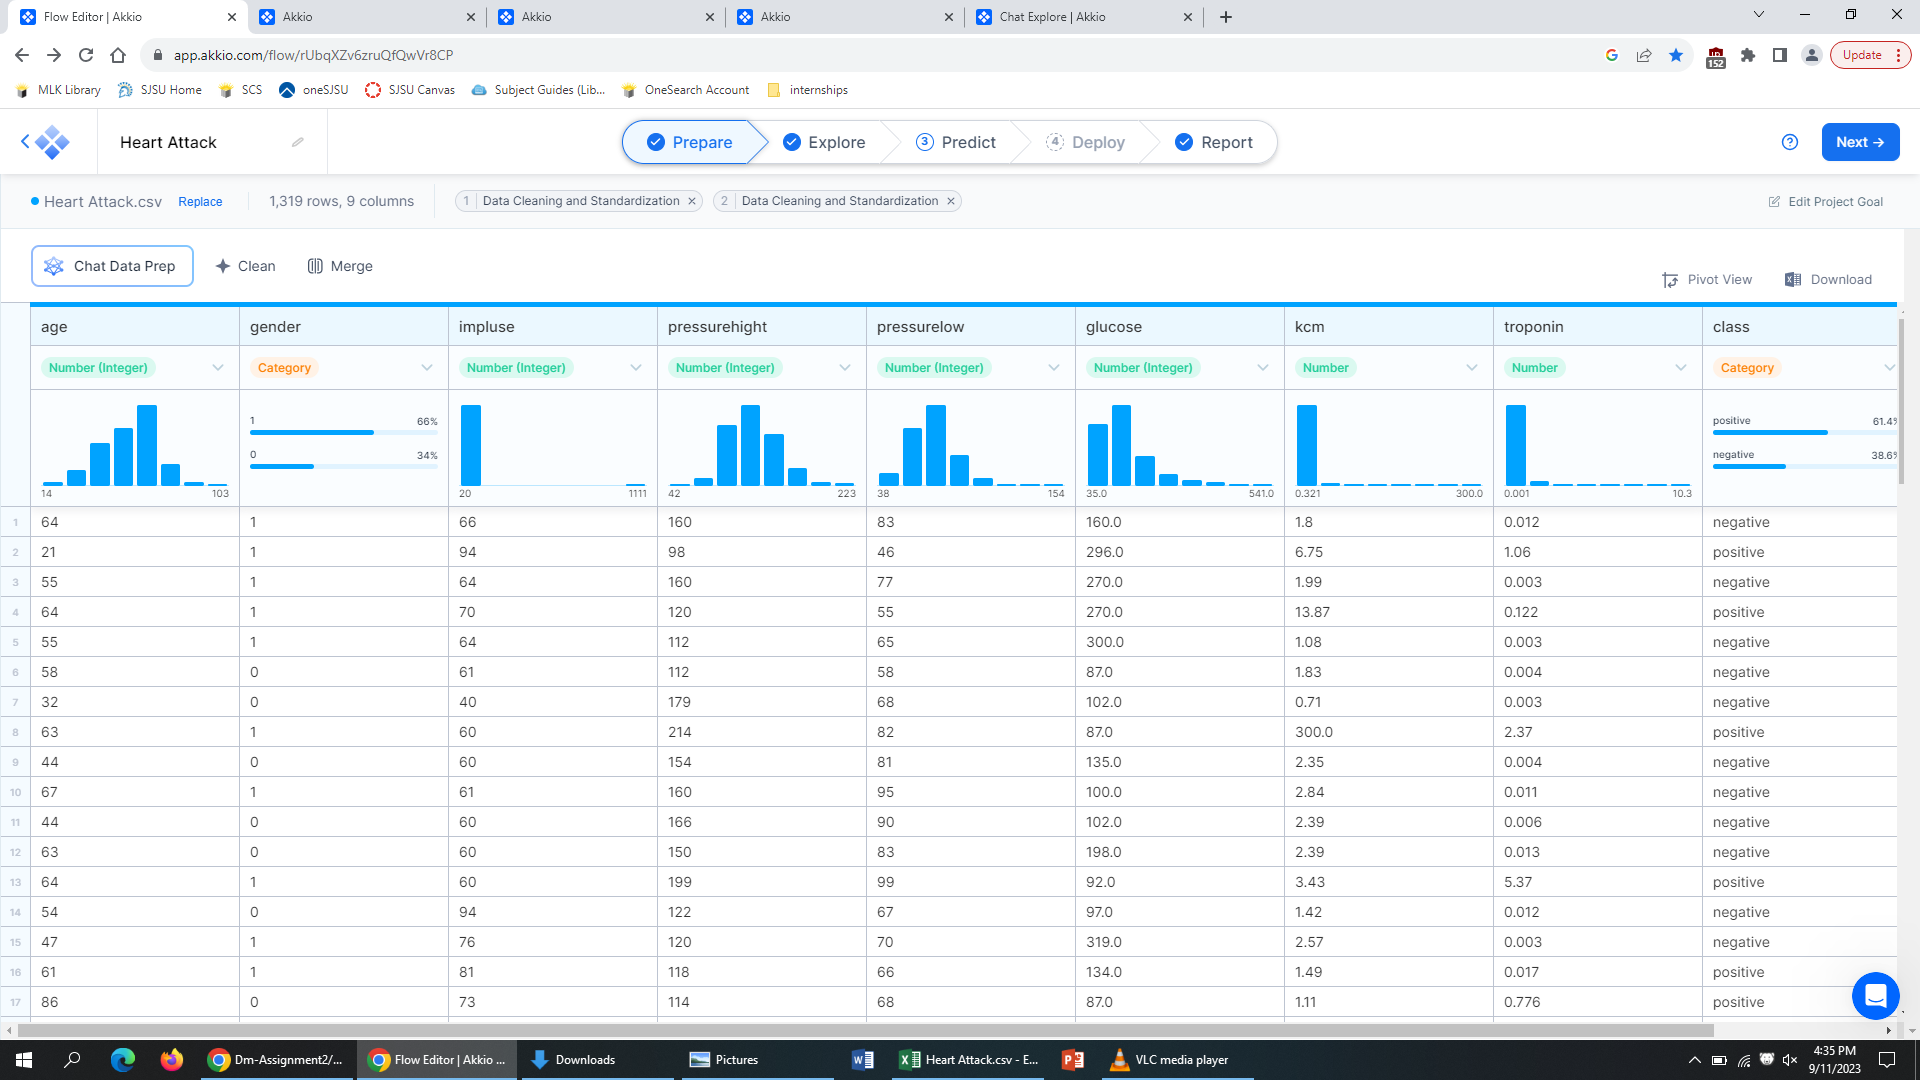 Flow Editor | Akkio
Akkio
Akkio
Akkio
Chat Explore | Akkio
app.akkio.com/flow/rUbqXZv6zruQfQwVr8CP
152
Update
MLK Library
SJSU Home
SCS
oneSJSU
SJSU Canvas
Subject Guides (Lib...
OneSearch Account
internships
Heart Attack
Prepare
Explore
3 Predict
4 Deploy
Report
Next →
Heart Attack.csv Replace
1,319 rows, 9 columns
1 Data Cleaning and Standardization ×
2 Data Cleaning and Standardization ×
Edit Project Goal
Chat Data Prep
Clean
Merge
Pivot View
Download
age gender impluse pressurehight pressurelow glucose kcm troponin class
Number (Integer) Category Number (Integer) Number (Integer) Number (Integer) Number (Integer) Number Number Category
1 66%
0 34%
positive 61.4%
negative 38.6%
14 103 20 1111 42 223 38 154 35.0 541.0 0.321 300.0 0.001 10.3
1 64 1 66 160 83 160.0 1.8 0.012 negative
2 21 1 94 98 46 296.0 6.75 1.06 positive
3 55 1 64 160 77 270.0 1.99 0.003 negative
4 64 1 70 120 55 270.0 13.87 0.122 positive
5 55 1 64 112 65 300.0 1.08 0.003 negative
6 58 0 61 112 58 87.0 1.83 0.004 negative
7 32 0 40 179 68 102.0 0.71 0.003 negative
8 63 1 60 214 82 87.0 300.0 2.37 positive
9 44 0 60 154 81 135.0 2.35 0.004 negative
10 67 1 61 160 95 100.0 2.84 0.011 negative
11 44 0 60 166 90 102.0 2.39 0.006 negative
12 63 0 60 150 83 198.0 2.39 0.013 negative
13 64 1 60 199 99 92.0 3.43 5.37 positive
14 54 0 94 122 67 97.0 1.42 0.012 negative
15 47 1 76 120 70 319.0 2.57 0.003 negative
16 61 1 81 118 66 134.0 1.49 0.017 positive
17 86 0 73 114 68 87.0 1.11 0.776 positive
Dm-Assignment2/...
Flow Editor | Akkio ...
Downloads
Pictures
Heart Attack.csv - E...
VLC media player
4:35 PM
9/11/2023